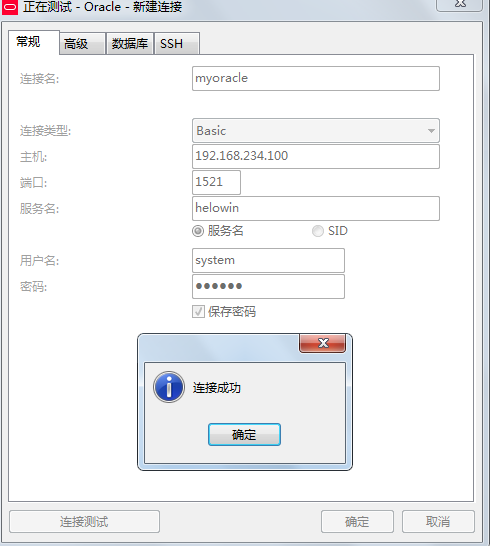 正在测试 - Oracle - 新建连接
常规 高级 数据库 SSH
连接名: myoracle
连接类型: Basic
主机: 192.168.234.100
端口: 1521
服务名: helowin
服务名 SID
用户名: system
密码: ●●●●●●
保存密码
连接成功
确定
连接测试 确定 取消